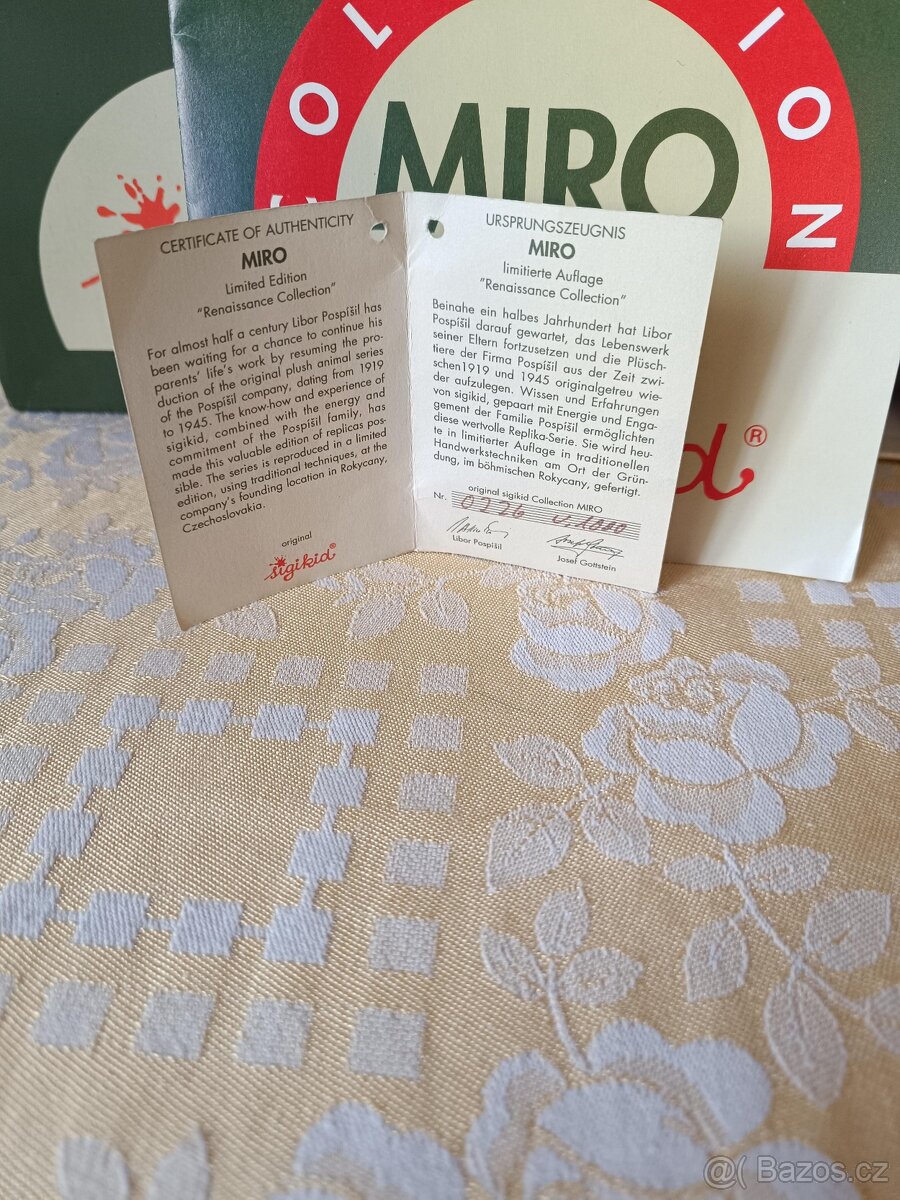 COLLECTION
MIRO
CERTIFICATE OF AUTHENTICITY
MIRO
Limited Edition
"Renaissance Collection"
For almost half a century Libor Pospíšil has
been waiting for a chance to continue his
parents' life's work by resuming the pro-
duction of the original plush animal series
of the Pospíšil company, dating from 1919
to 1945. The know-how and experience of
sigikid, combined with the energy and
commitment of the Pospíšil family, has
made this valuable edition of replicas pos-
sible. The series is reproduced in a limited
edition, using traditional techniques, at the
company's founding location in Rokycany,
Czechoslovakia.
original
sigikid®
URSPRUNGSZEUGNIS
MIRO
limitierte Auflage
"Renaissance Collection"
Beinahe ein halbes Jahrhundert hat Libor
Pospíšil darauf gewartet, das Lebenswerk
seiner Eltern fortzusetzen und die Plüsch-
tiere der Firma Pospíšil aus der Zeit zwi-
schen1919 und 1945 originalgetreu wie-
der aufzulegen. Wissen und Erfahrungen
von sigikid, gepaart mit Energie und Enga-
gement der Familie Pospíšil ermöglichten
diese wertvolle Replika-Serie. Sie wird heu-
te in limitierter Auflage in traditionellen
Handwerkstechniken am Ort der Grün-
dung, im böhmischen Rokycany, gefertigt.
original sigikid Collection MIRO
Nr. 0226 v. 1000
Libor Pospíšil
Josef Gottstein
d®
@( Bazos.cz